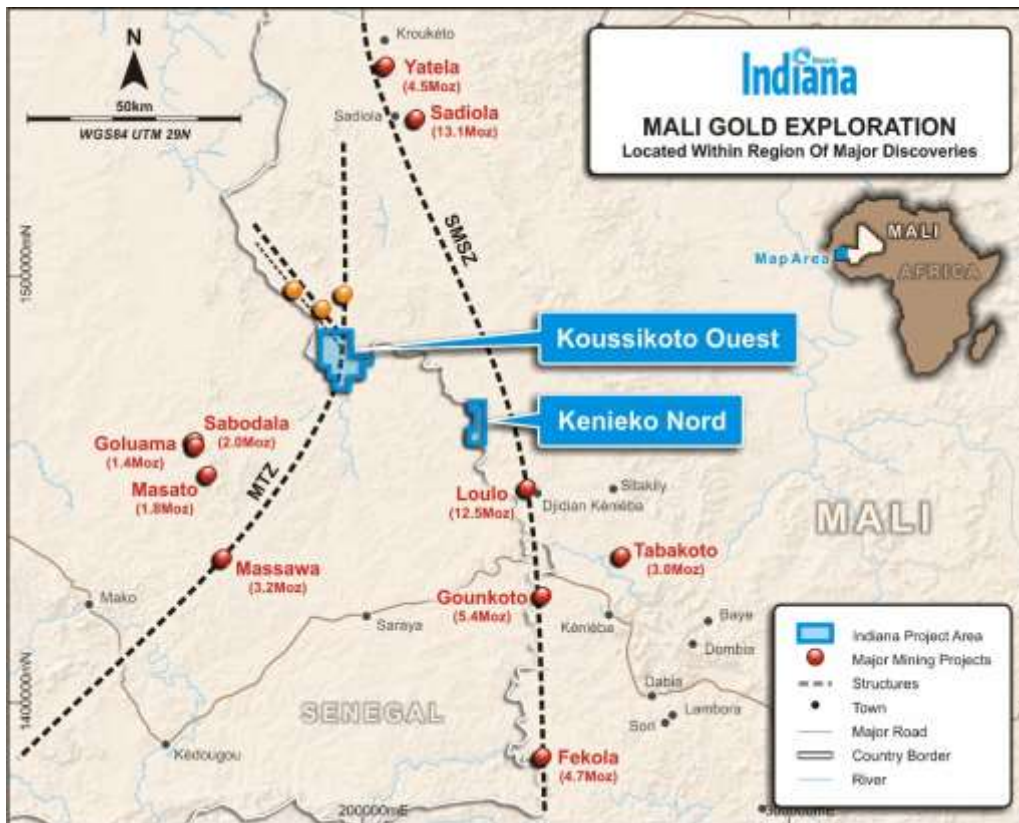 N
50km
WGS84 UTM 29N
Indiana
MALI GOLD EXPLORATION
Located Within Region Of Major Discoveries
MALI
AFRICA
Map Area
Kroukéto
Yatela
(4.5Moz)
Sadiola
Sadiola
(13.1Moz)
SMSZ
1500000mN
Koussikoto Ouest
Kenieko Nord
Sabodala
(2.0Moz)
Goluama
(1.4Moz)
Masato
(1.8Moz)
MTZ
Loulo
(12.5Moz)
Djidian Kéniéba
Sitakily
MALI
Massawa
(3.2Moz)
Tabakoto
(3.0Moz)
Mako
Saraya
Gounkoto
(5.4Moz)
Kéniéba
Baye
Dombia
1400000mN
SENEGAL
Dabia
Lambora
Sori
Kédougou
Fekola
(4.7Moz)
200000mE
Indiana Project Area
Major Mining Projects
Structures
Town
Major Road
Country Border
River